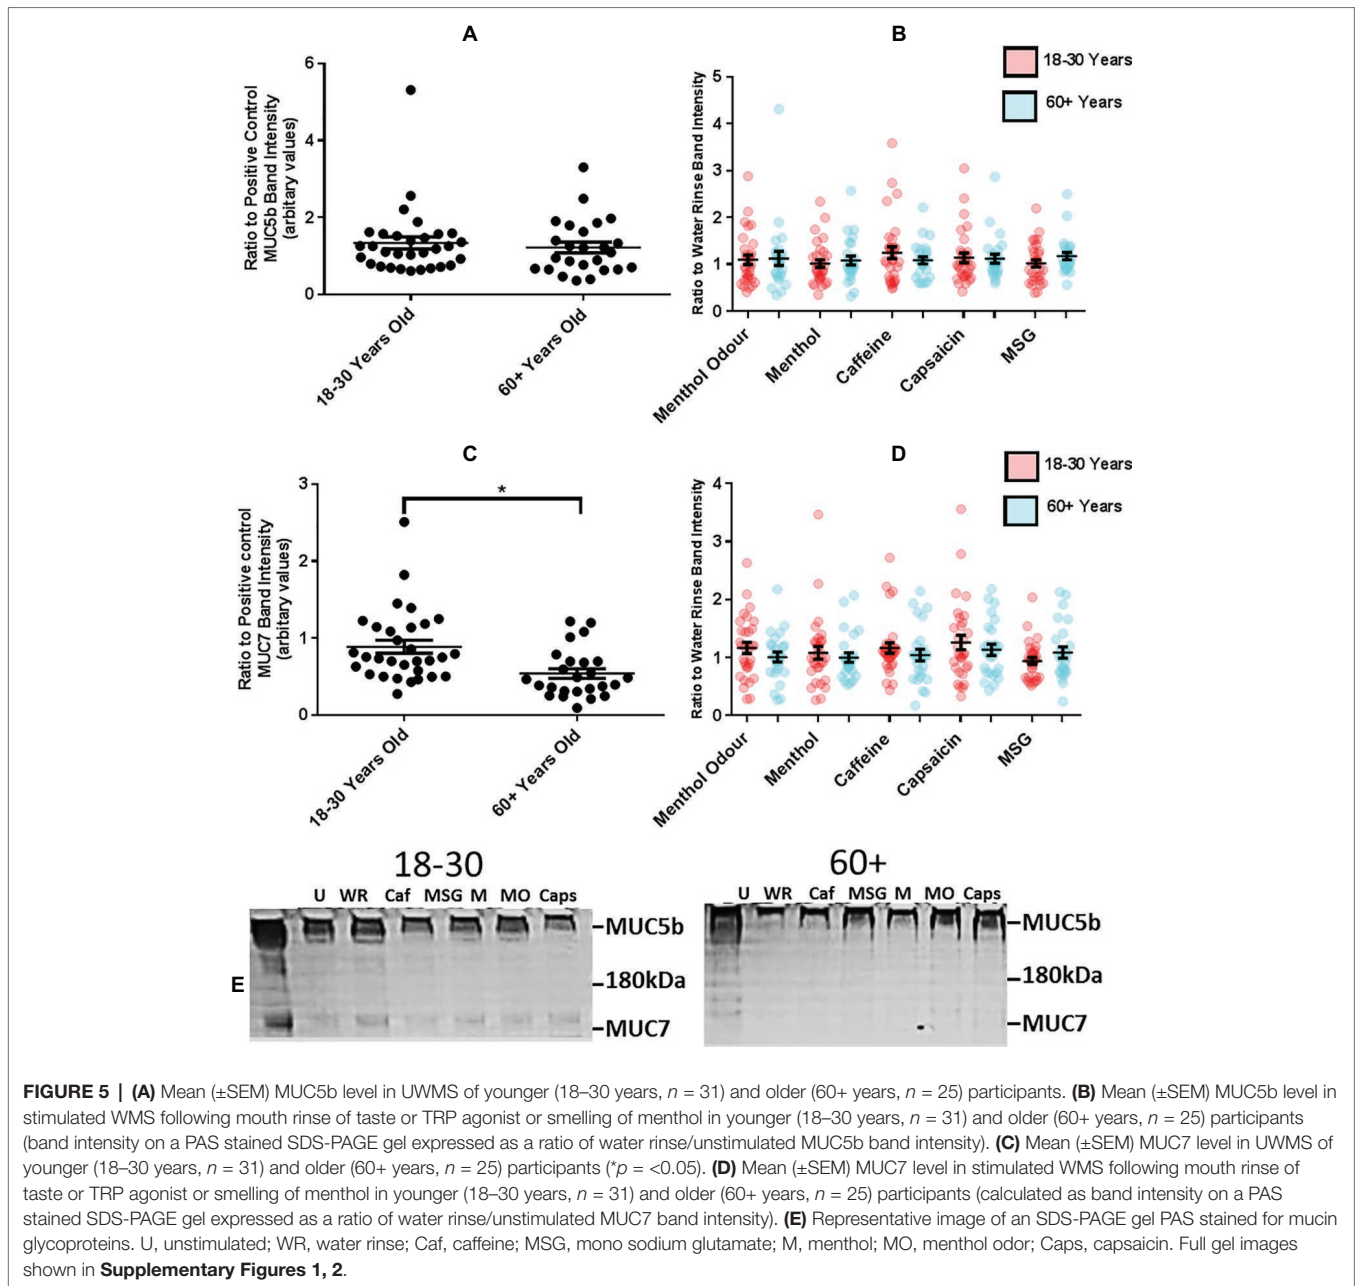 A
Ratio to Positive Control
MUC5b Band Intensity
(arbitary values)
6
4
2
0
18-30 Years Old
60+ Years Old
B
18-30 Years
60+ Years
Ratio to Water Rinse Band Intensity
5
4
3
2
1
0
Menthol Odour
Menthol
Caffeine
Capsaicin
MSG
C
Ratio to Positive control
MUC7 Band Intensity
(arbitary values)
3
2
1
0
*
18-30 Years Old
60+ Years Old
D
18-30 Years
60+ Years
Ratio to Water Rinse Band Intensity
4
3
2
1
0
Menthol Odour
Menthol
Caffeine
Capsaicin
MSG
E
18-30
U WR Caf MSG M MO Caps
MUC5b
180kDa
MUC7
60+
U WR Caf MSG M MO Caps
MUC5b
180kDa
MUC7
FIGURE 5 | (A) Mean (±SEM) MUC5b level in UWMS of younger (18–30 years, n = 31) and older (60+ years, n = 25) participants. (B) Mean (±SEM) MUC5b level in
stimulated WMS following mouth rinse of taste or TRP agonist or smelling of menthol in younger (18–30 years, n = 31) and older (60+ years, n = 25) participants
(band intensity on a PAS stained SDS-PAGE gel expressed as a ratio of water rinse/unstimulated MUC5b band intensity). (C) Mean (±SEM) MUC7 level in UWMS of
younger (18–30 years, n = 31) and older (60+ years, n = 25) participants (*p = <0.05). (D) Mean (±SEM) MUC7 level in stimulated WMS following mouth rinse of
taste or TRP agonist or smelling of menthol in younger (18–30 years, n = 31) and older (60+ years, n = 25) participants (calculated as band intensity on a PAS
stained SDS-PAGE gel expressed as a ratio of water rinse/unstimulated MUC7 band intensity). (E) Representative image of an SDS-PAGE gel PAS stained for mucin
glycoproteins. U, unstimulated; WR, water rinse; Caf, caffeine; MSG, mono sodium glutamate; M, menthol; MO, menthol odor; Caps, capsaicin. Full gel images
shown in Supplementary Figures 1, 2.